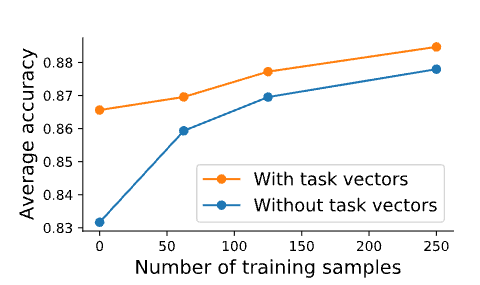 Average accuracy
0.88
0.87
0.86
0.85
0.84
0.83
With task vectors
Without task vectors
0 50 100 150 200 250
Number of training samples